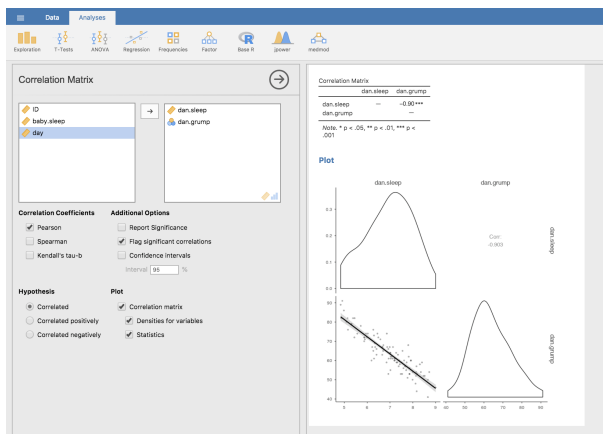 Data Analyses
Exploration T-Tests ANOVA Regression Frequencies Factor Base R jpower medmod
Correlation Matrix
ID
baby.sleep
day
dan.sleep
dan.grump
Correlation Coefficients
Pearson
Spearman
Kendall's tau-b
Additional Options
Report Significance
Flag significant correlations
Confidence intervals
Interval 95 %
Hypothesis
Correlated
Correlated positively
Correlated negatively
Plot
Correlation matrix
Densities for variables
Statistics
Correlation Matrix
dan.sleep dan.grump
dan.sleep — -0.90***
dan.grump —
Note. * p < .05, ** p < .01, *** p <
.001
Plot
dan.sleep dan.grump
0.3
0.2
0.1
0.0
Corr:
-0.903
dan.sleep
90
80
70
60
50
40
dan.grump
5 6 7 8 9 40 50 60 70 80 90